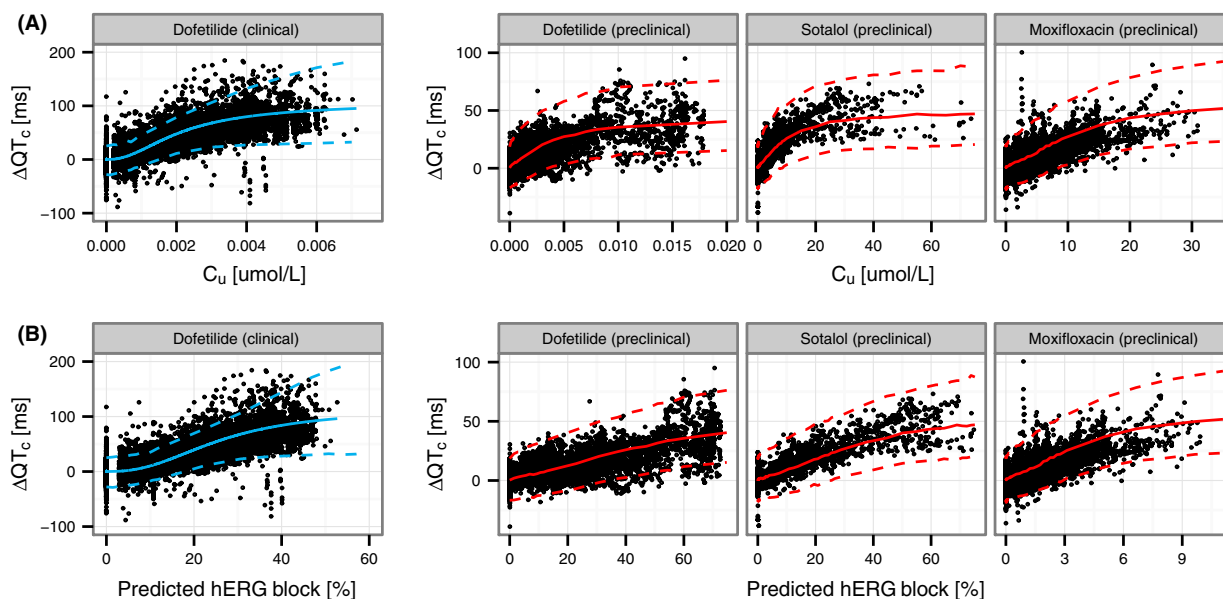 (A)
Dofetilide (clinical)
Dofetilide (preclinical)
Sotalol (preclinical)
Moxifloxacin (preclinical)
200
100
0
−100
ΔQTc [ms]
0.000
0.002
0.004
0.006
Cu [umol/L]
100
50
0
ΔQTc [ms]
0.000
0.005
0.010
0.015
0.020
0
20
40
60
0
10
20
30
Cu [umol/L]
(B)
Dofetilide (clinical)
Dofetilide (preclinical)
Sotalol (preclinical)
Moxifloxacin (preclinical)
200
100
0
−100
ΔQTc [ms]
0
20
40
60
Predicted hERG block [%]
100
50
0
ΔQTc [ms]
0
20
40
60
0
20
40
60
0
3
6
9
Predicted hERG block [%]